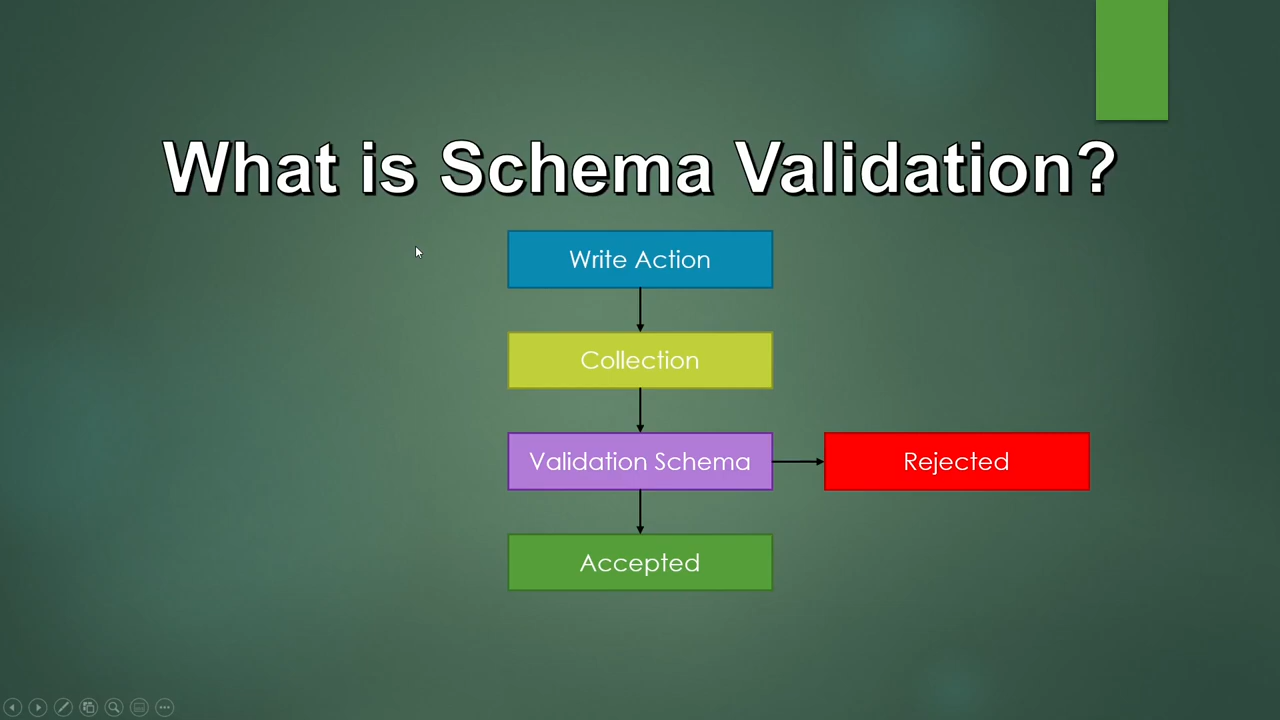 What is Schema Validation?
Write Action
Collection
Validation Schema
Rejected
Accepted